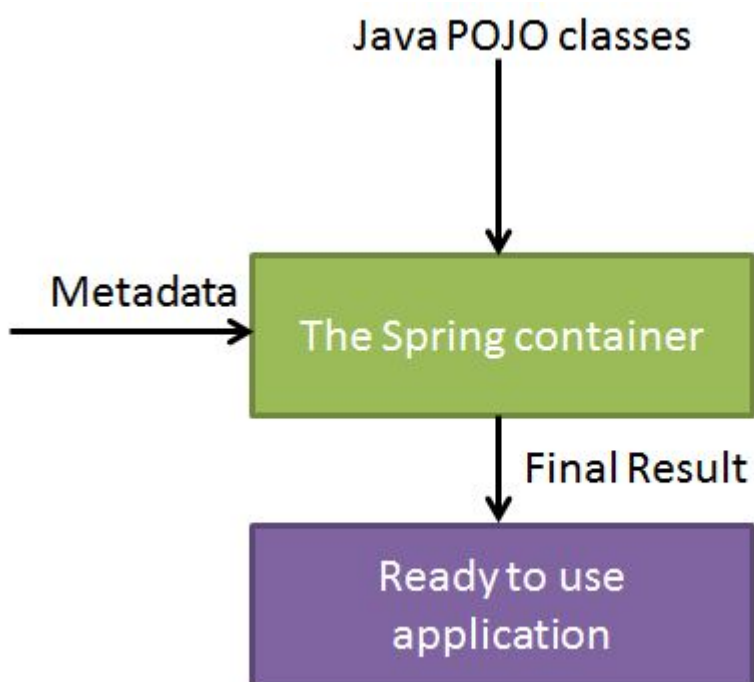 Java POJO classes
Metadata
The Spring container
Final Result
Ready to use
application